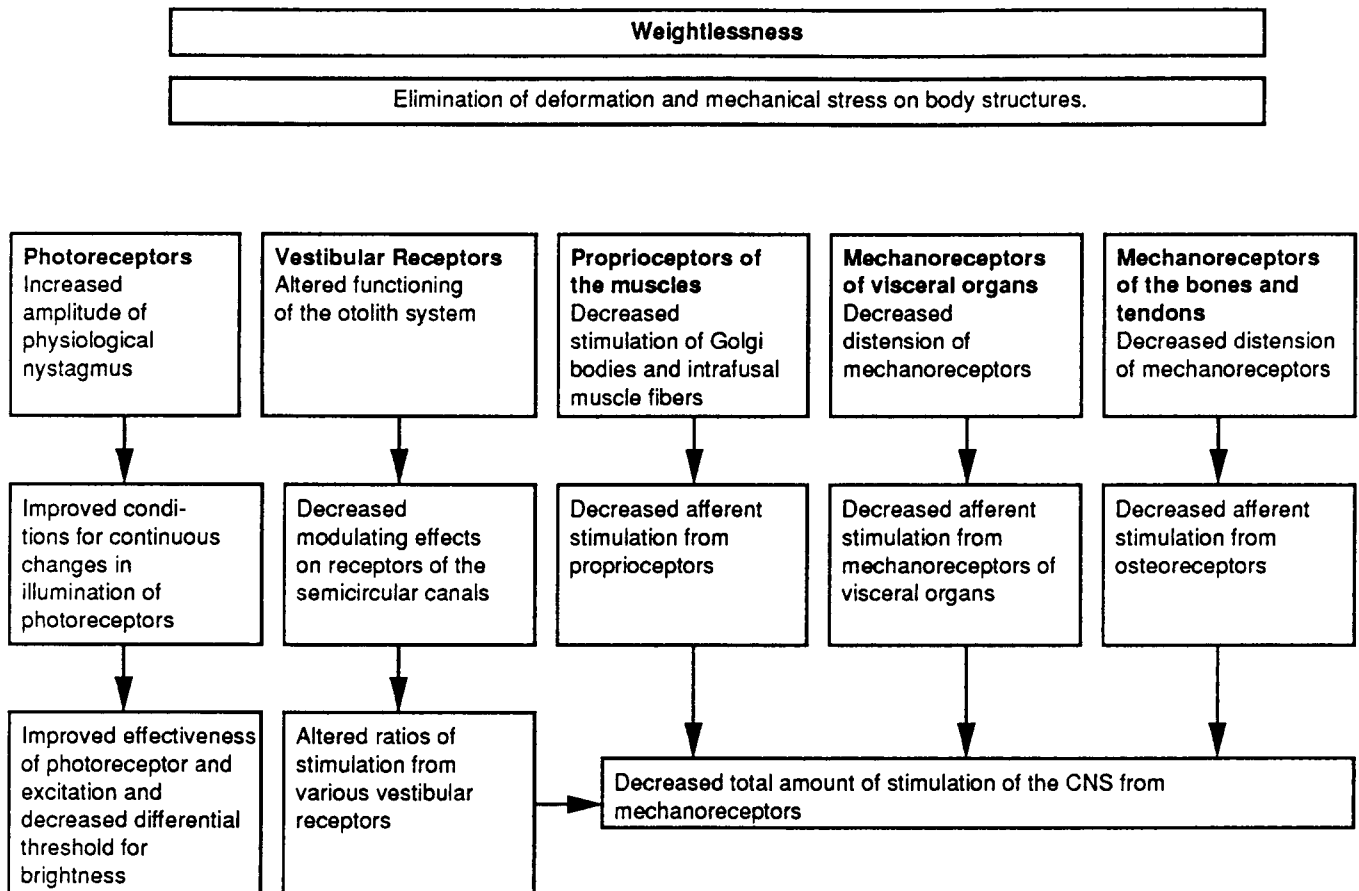 Weightlessness
Elimination of deformation and mechanical stress on body structures.
Photoreceptors
Increased
amplitude of
physiological
nystagmus
Vestibular Receptors
Altered functioning
of the otolith system
Proprioceptors of
the muscles
Decreased
stimulation of Golgi
bodies and intrafusal
muscle fibers
Mechanoreceptors
of visceral organs
Decreased
distension of
mechanoreceptors
Mechanoreceptors
of the bones and
tendons
Decreased distension
of mechanoreceptors
Improved condi-
tions for continuous
changes in
illumination of
photoreceptors
Decreased
modulating effects
on receptors of the
semicircular canals
Decreased afferent
stimulation from
proprioceptors
Decreased afferent
stimulation from
mechanoreceptors of
visceral organs
Decreased afferent
stimulation from
osteoreceptors
Improved effectiveness
of photoreceptor and
excitation and
decreased differential
threshold for
brightness
Altered ratios of
stimulation from
various vestibular
receptors
Decreased total amount of stimulation of the CNS from
mechanoreceptors